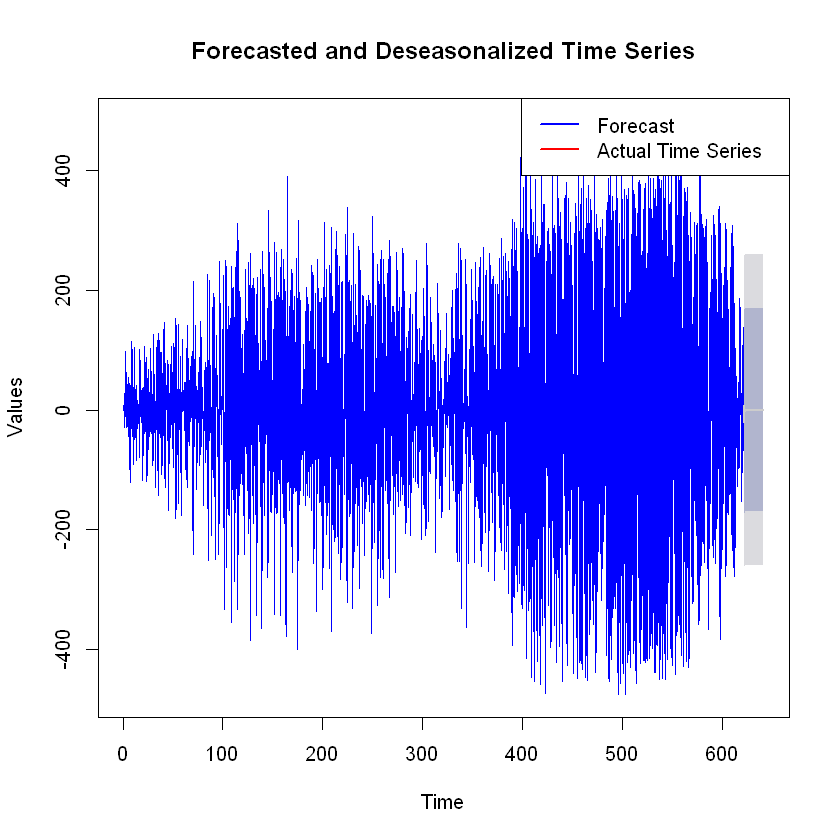 Forecasted and Deseasonalized Time Series
Forecast
Actual Time Series
400
200
0
-200
-400
Values
0 100 200 300 400 500 600
Time